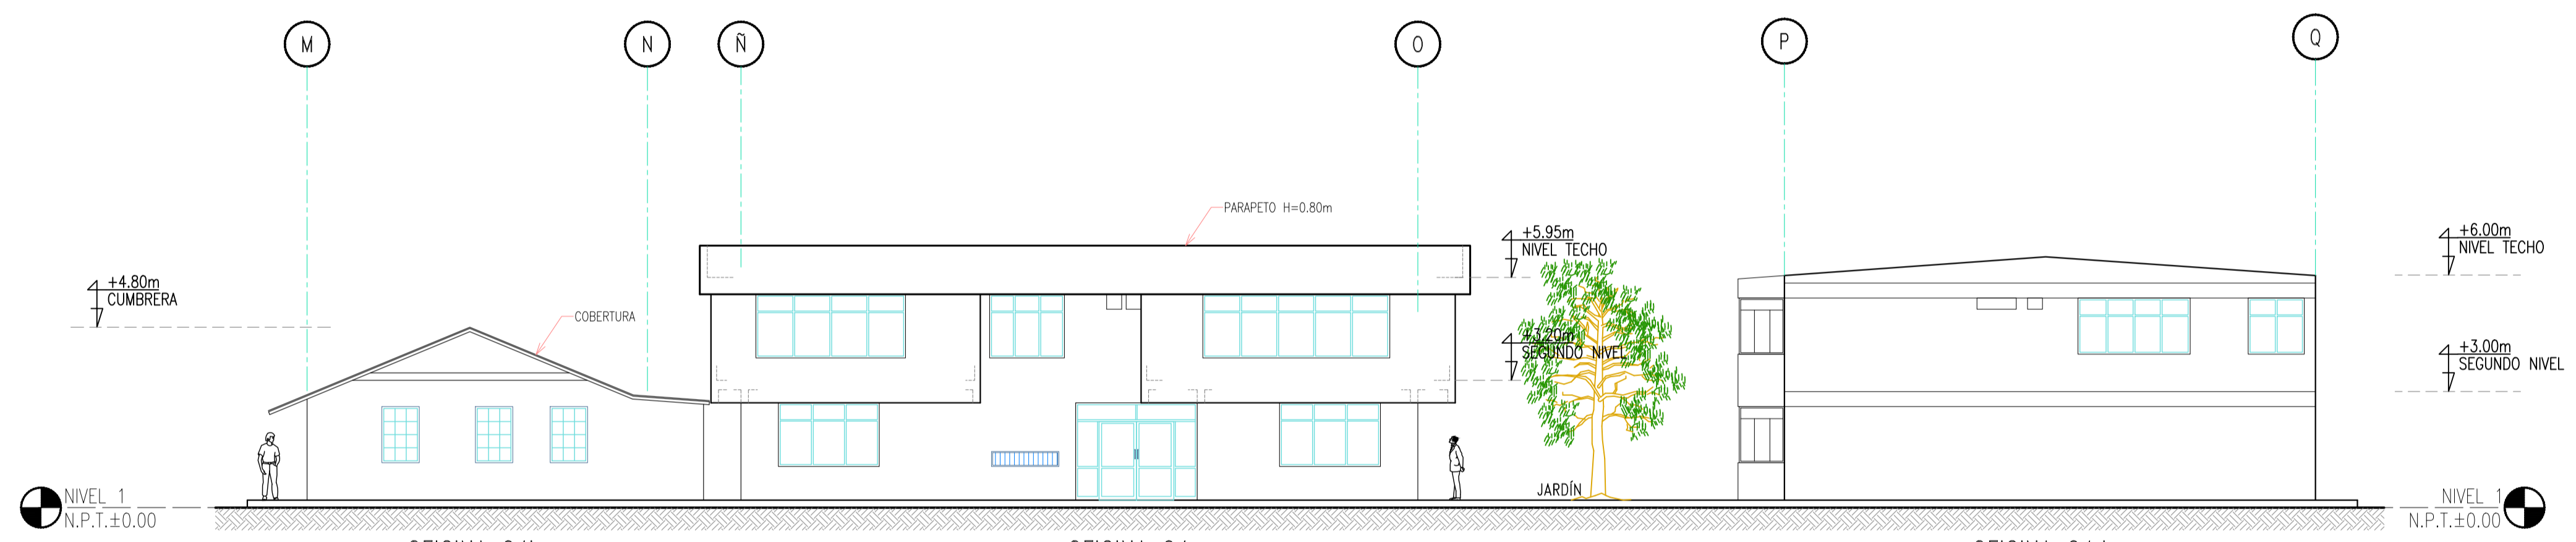 M
N
Ñ
O
P
Q
PARAPETO H=0.80m
+5.95m
NIVEL TECHO
+6.00m
NIVEL TECHO
+4.80m
CUMBRERA
COBERTURA
+3.20m
SEGUNDO NIVEL
+3.00m
SEGUNDO NIVEL
JARDÍN
NIVEL 1
N.P.T.±0.00
NIVEL 1
N.P.T.±0.00